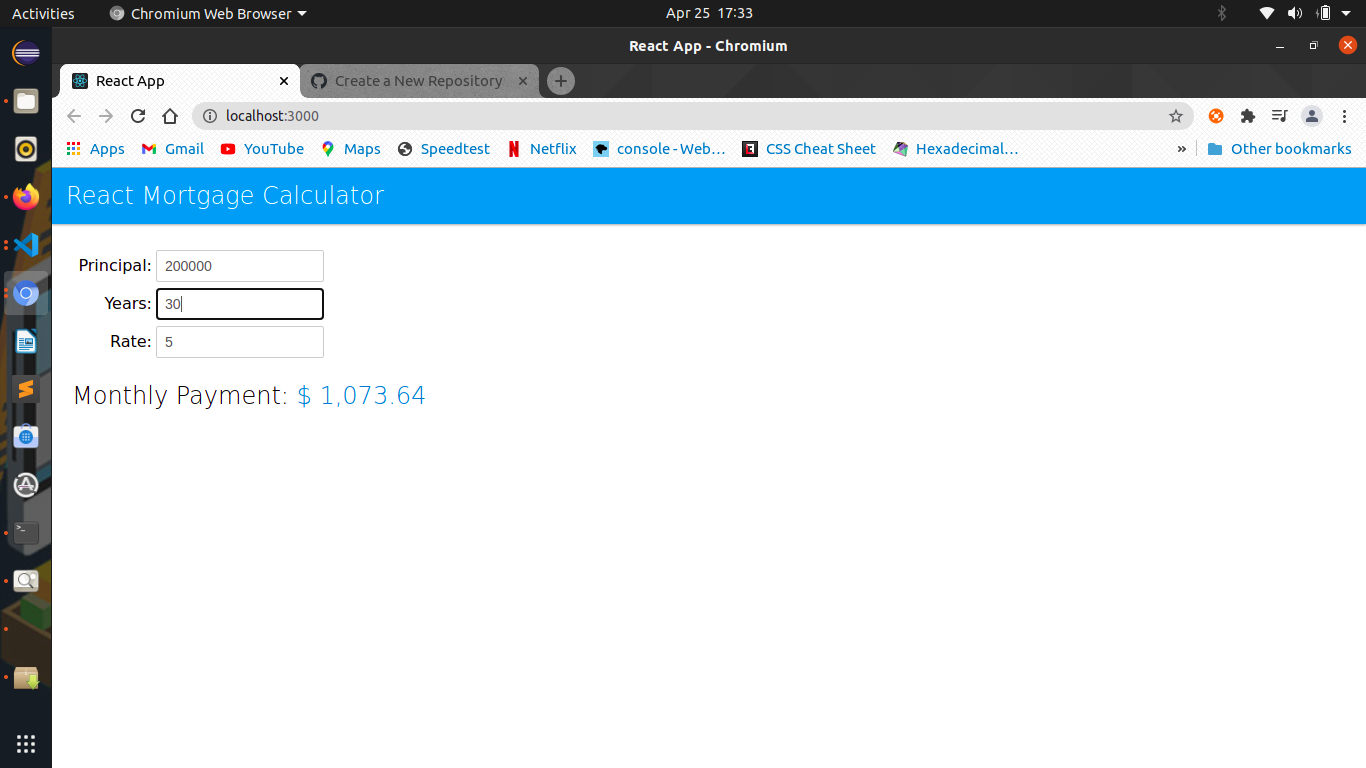 Activities Chromium Web Browser Apr 25 17:33
React App - Chromium
React App Create a New Repository
localhost:3000
Apps Gmail YouTube Maps Speedtest Netflix console - Web... CSS Cheat Sheet Hexadecimal... » Other bookmarks
React Mortgage Calculator
Principal: 200000
Years: 30
Rate: 5
Monthly Payment: $ 1,073.64